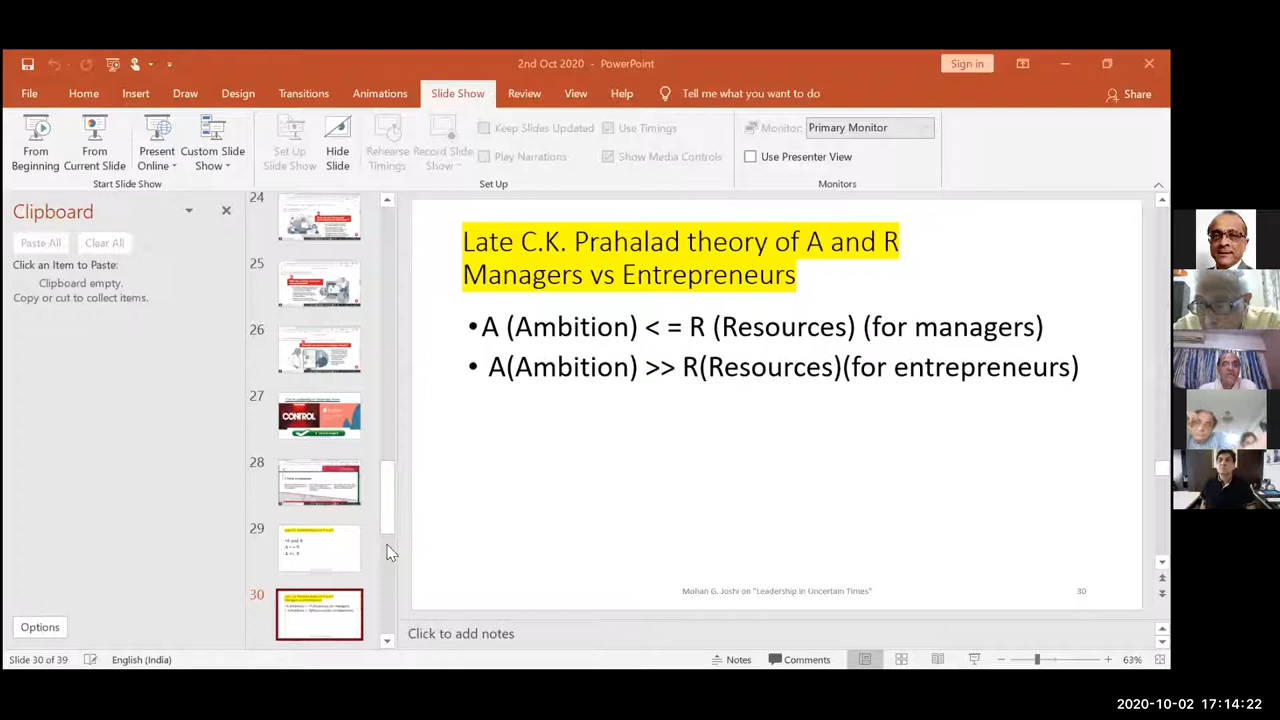 2nd Oct 2020 - PowerPoint
Sign in
File Home Insert Draw Design Transitions Animations Slide Show Review View Help Tell me what you want to do Share
From Beginning
From Current Slide
Present Online
Custom Slide Show
Start Slide Show
Set Up Slide Show
Hide Slide
Rehearse Timings
Record Slide Show
Keep Slides Updated
Play Narrations
Use Timings
Show Media Controls
Set Up
Monitor: Primary Monitor
Use Presenter View
Monitors
Clipboard
Paste All Clear All
Click an Item to Paste:
Clipboard empty.
Copy or cut to collect items.
Options
24
25
26
27
CONTROL
28
29
30
Late C.K. Prahalad theory of A and R
Managers vs Entrepreneurs
•A (Ambition) < = R (Resources) (for managers)
• A(Ambition) >> R(Resources)(for entrepreneurs)
Mohan G. Joshi on "Leadership in Uncertain Times" 30
Click to add notes
Slide 30 of 39 English (India) Notes Comments 63%
2020-10-02 17:14:22